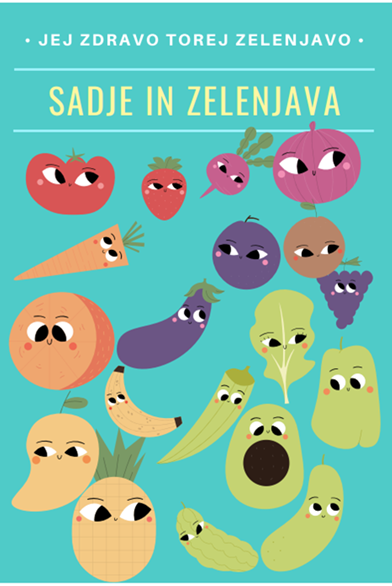 • JEJ ZDRAVO TOREJ ZELENJAVO •
SADJE IN ZELENJAVA